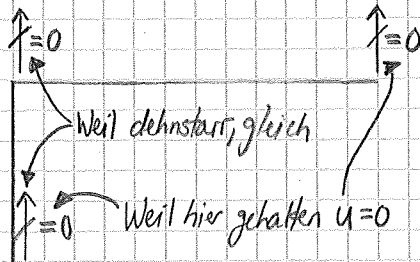 =0
=0
Weil dehnstarr, gleich
=0
Weil hier gehalten u=0